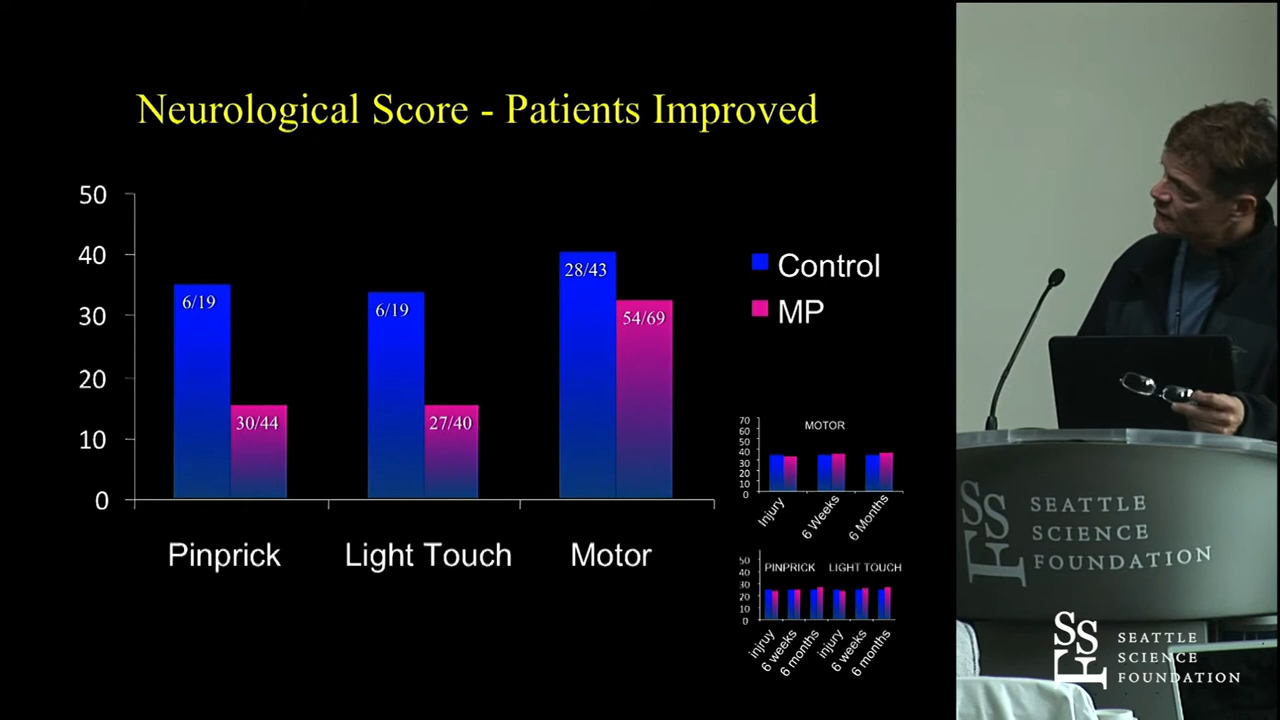 Neurological Score - Patients Improved
50
40
30
20
10
0
6/19
30/44
6/19
27/40
28/43
54/69
Pinprick
Light Touch
Motor
Control
MP
MOTOR
70
60
50
40
30
20
10
0
Injury
6 Weeks
6 Months
PINPRICK
LIGHT TOUCH
50
40
30
20
10
0
injruy
6 weeks
6 months
injury
6 weeks
6 months
SSF
SEATTLE
SCIENCE
FOUNDATION
SSF
SEATTLE
SCIENCE
FOUNDATION